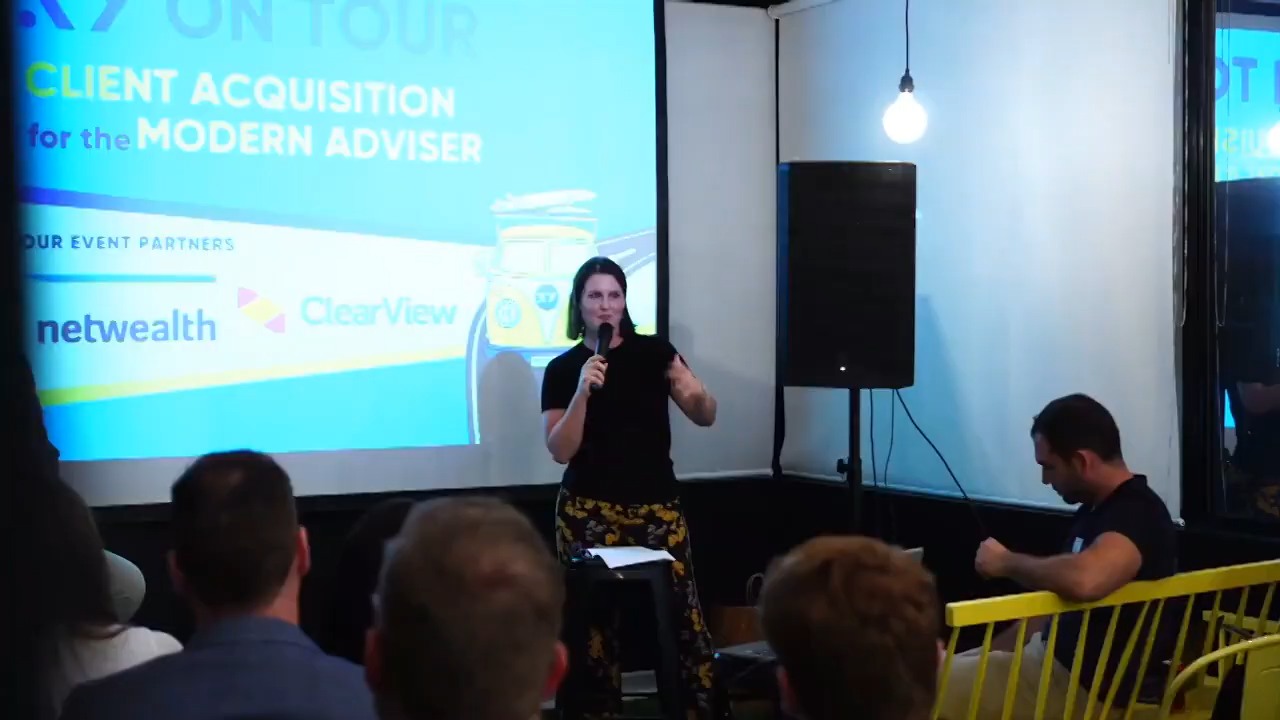 ON TOUR
CLIENT ACQUISITION
for the MODERN ADVISER
OUR EVENT PARTNERS
netwealth
ClearView